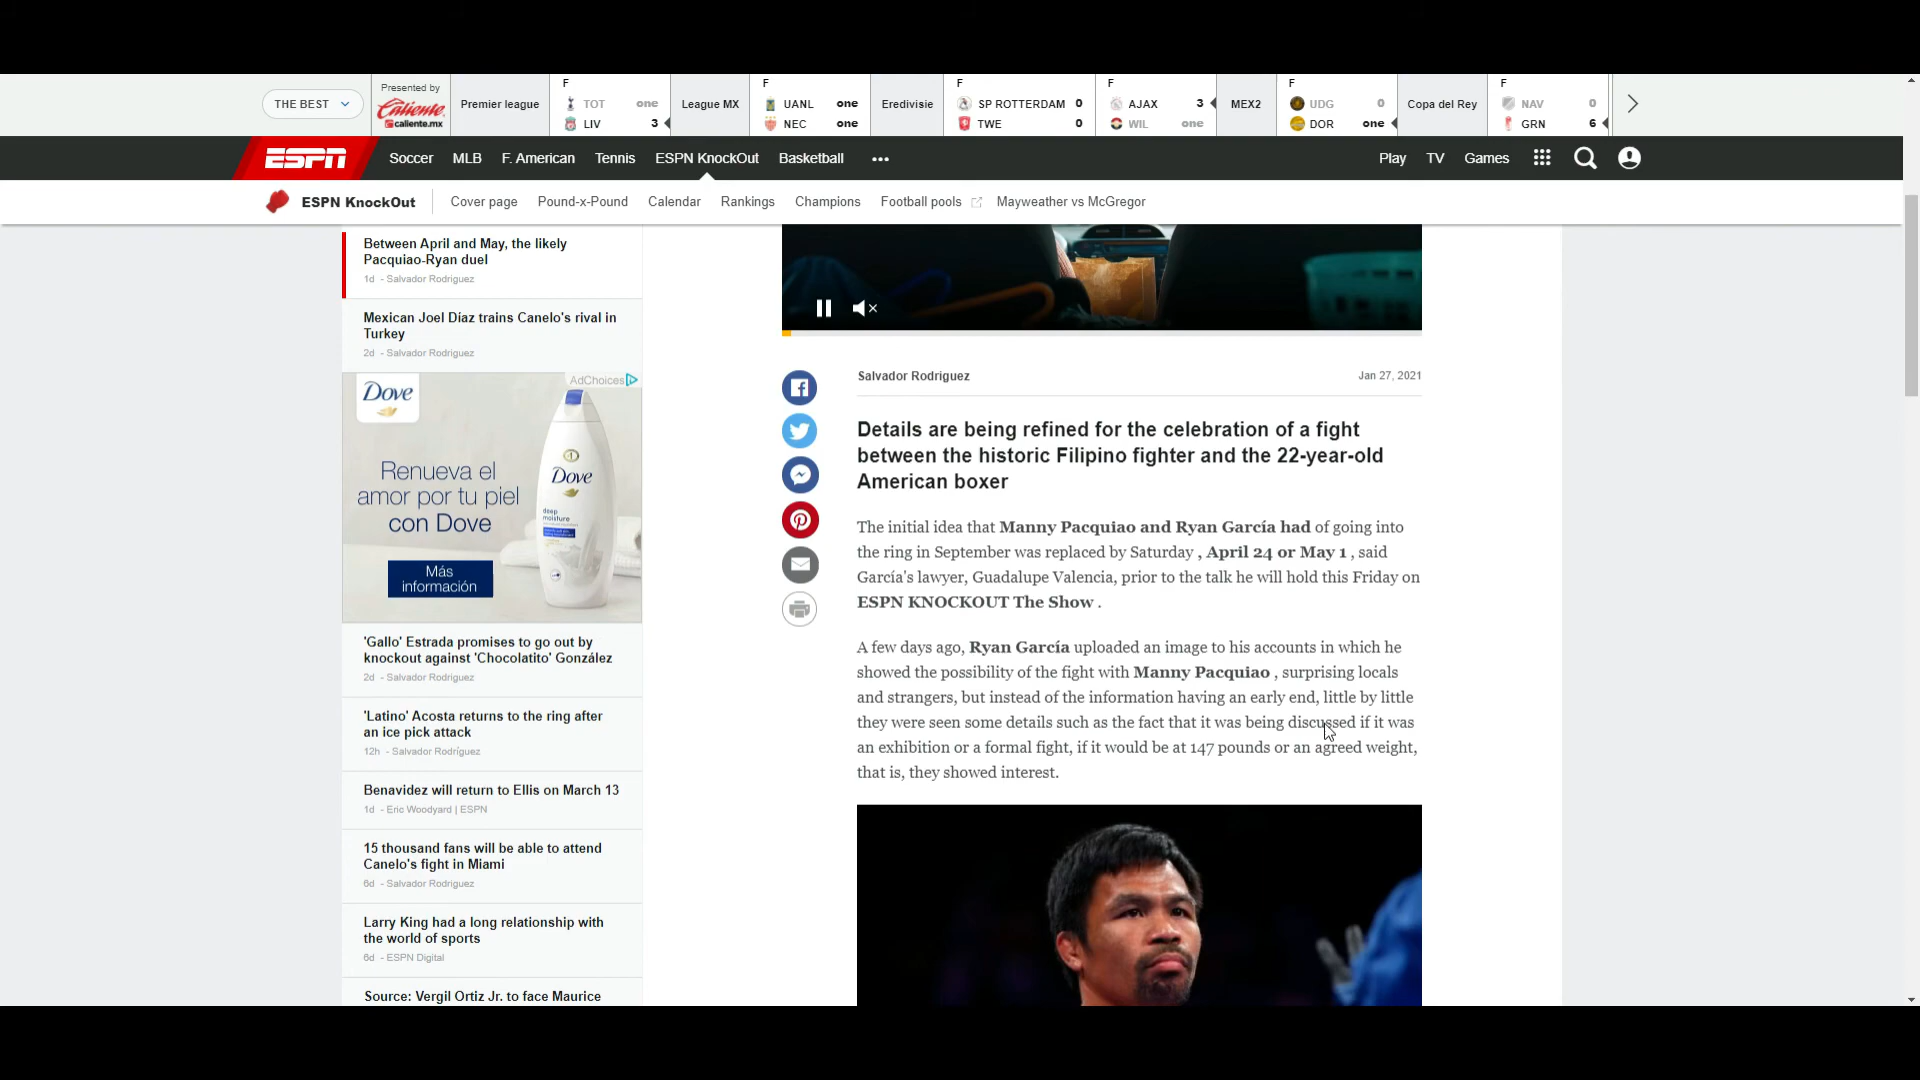 THE BEST
Presented by
Caliente
caliente.mx
Premier league
F
TOT one
LIV 3
League MX
F
UANL one
NEC one
Eredivisie
F
SP ROTTERDAM 0
TWE 0
F
AJAX 3
WIL one
MEX2
F
UDG 0
DOR one
Copa del Rey
F
NAV 0
GRN 6
ESPN
Soccer MLB F. American Tennis ESPN KnockOut Basketball
Play TV Games
ESPN KnockOut
Cover page Pound-x-Pound Calendar Rankings Champions Football pools Mayweather vs McGregor
Between April and May, the likely
Pacquiao-Ryan duel
1d - Salvador Rodriguez
Mexican Joel Díaz trains Canelo's rival in
Turkey
2d - Salvador Rodriguez
AdChoices
Dove
Renueva el
amor por tu piel
con Dove
Más
información
Dove
deep
moisture
'Gallo' Estrada promises to go out by
knockout against 'Chocolatito' González
2d - Salvador Rodriguez
'Latino' Acosta returns to the ring after
an ice pick attack
12h - Salvador Rodríguez
Benavidez will return to Ellis on March 13
1d - Eric Woodyard | ESPN
15 thousand fans will be able to attend
Canelo's fight in Miami
6d - Salvador Rodriguez
Larry King had a long relationship with
the world of sports
6d - ESPN Digital
Source: Vergil Ortiz Jr. to face Maurice
Salvador Rodriguez
Jan 27, 2021
Details are being refined for the celebration of a fight
between the historic Filipino fighter and the 22-year-old
American boxer
The initial idea that Manny Pacquiao and Ryan García had of going into
the ring in September was replaced by Saturday , April 24 or May 1 , said
García's lawyer, Guadalupe Valencia, prior to the talk he will hold this Friday on
ESPN KNOCKOUT The Show .
A few days ago, Ryan García uploaded an image to his accounts in which he
showed the possibility of the fight with Manny Pacquiao , surprising locals
and strangers, but instead of the information having an early end, little by little
they were seen some details such as the fact that it was being discussed if it was
an exhibition or a formal fight, if it would be at 147 pounds or an agreed weight,
that is, they showed interest.